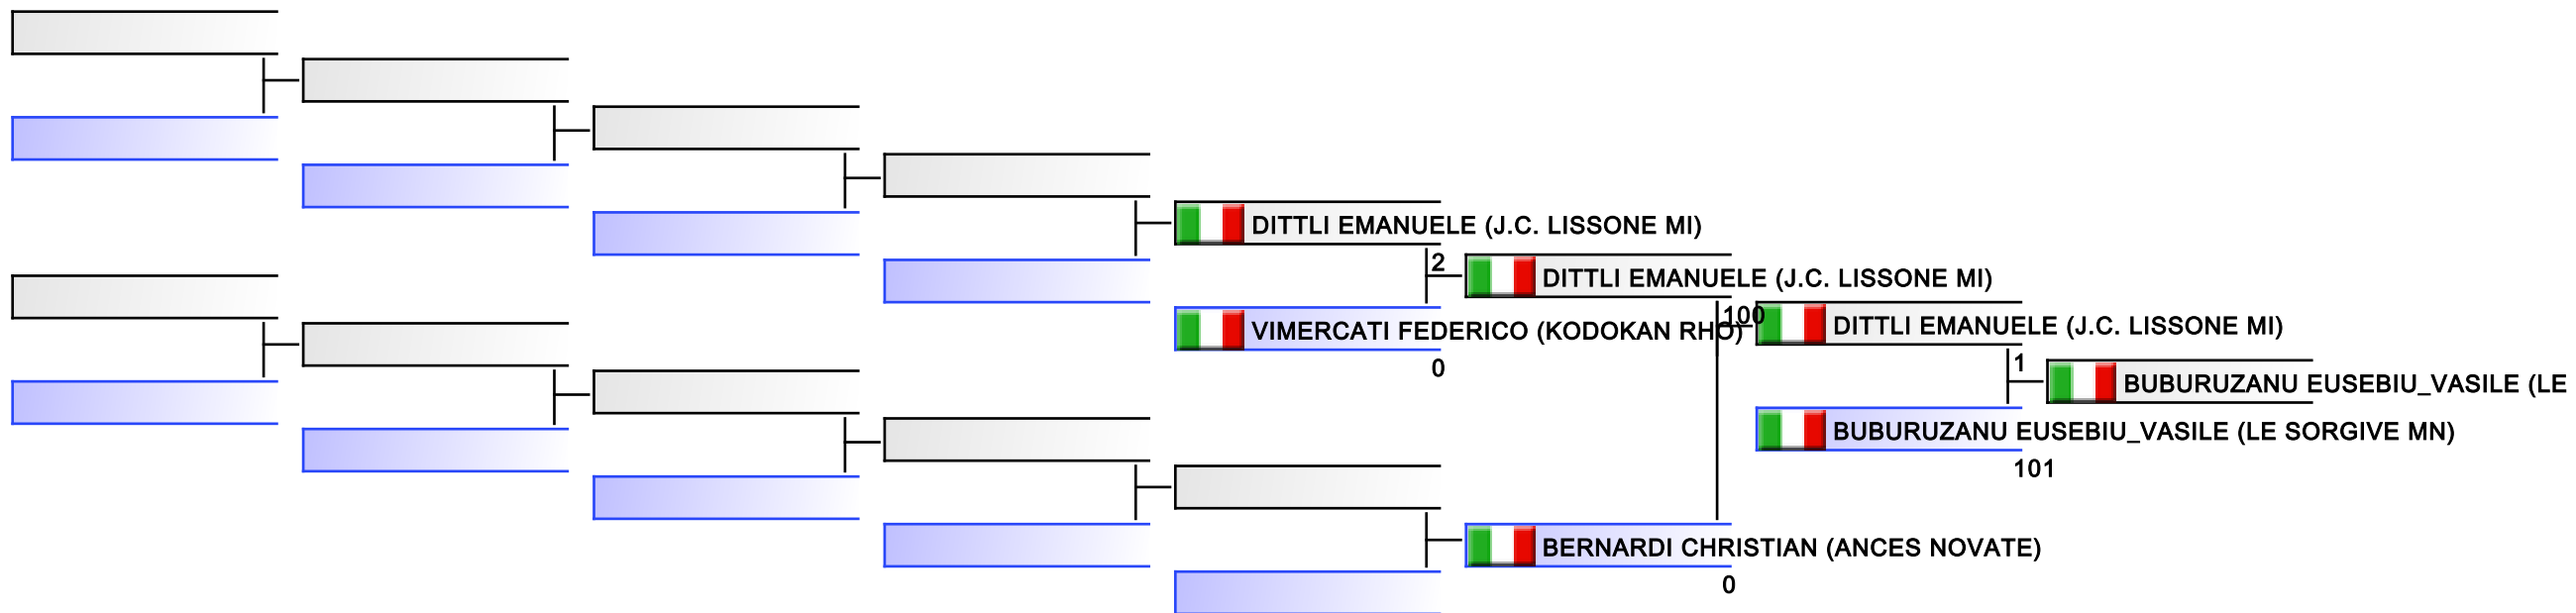 DITTLI EMANUELE (J.C. LISSONE MI)
2
DITTLI EMANUELE (J.C. LISSONE MI)
100
VIMERCATI FEDERICO (KODOKAN RHO)
DITTLI EMANUELE (J.C. LISSONE MI)
0
1
BUBURUZANU EUSEBIU_VASILE (LE
BUBURUZANU EUSEBIU_VASILE (LE SORGIVE MN)
101
BERNARDI CHRISTIAN (ANCES NOVATE)
0